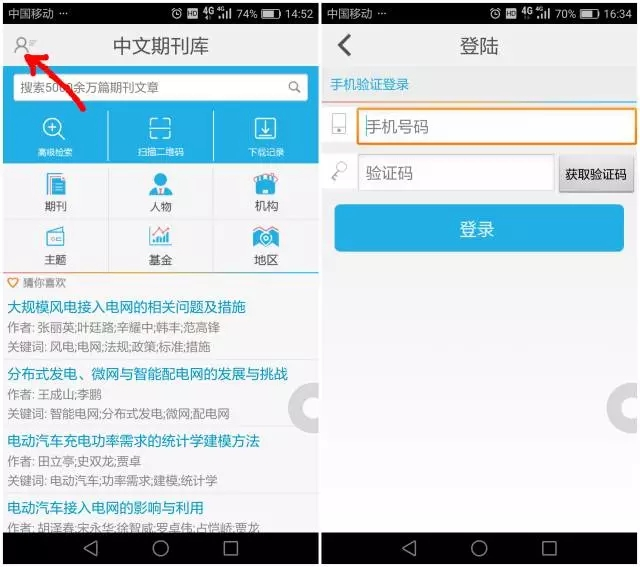 中国移动 ··· HD 4G 74% 14:52
中文期刊库
搜索5000余万篇期刊文章
高级检索 扫描二维码 下载记录
期刊 人物 机构
主题 基金 地区
猜你喜欢
大规模风电接入电网的相关问题及措施
作者: 张丽英;叶廷路;辛耀中;韩丰;范高锋
关键词: 风电;电网;法规;政策;标准;措施
分布式发电、微网与智能配电网的发展与挑战
作者: 王成山;李鹏
关键词: 智能电网;分布式发电;微网;配电网
电动汽车充电功率需求的统计学建模方法
作者: 田立亭;史双龙;贾卓
关键词: 电动汽车;功率需求;建模;统计学
电动汽车接入电网的影响与利用
作者: 胡泽春;宋永华;徐智威;罗卓伟;占恺峤;贾龙
中国移动 ··· HD 4G 70% 16:34
登陆
手机验证登录
手机号码
验证码 获取验证码
登录